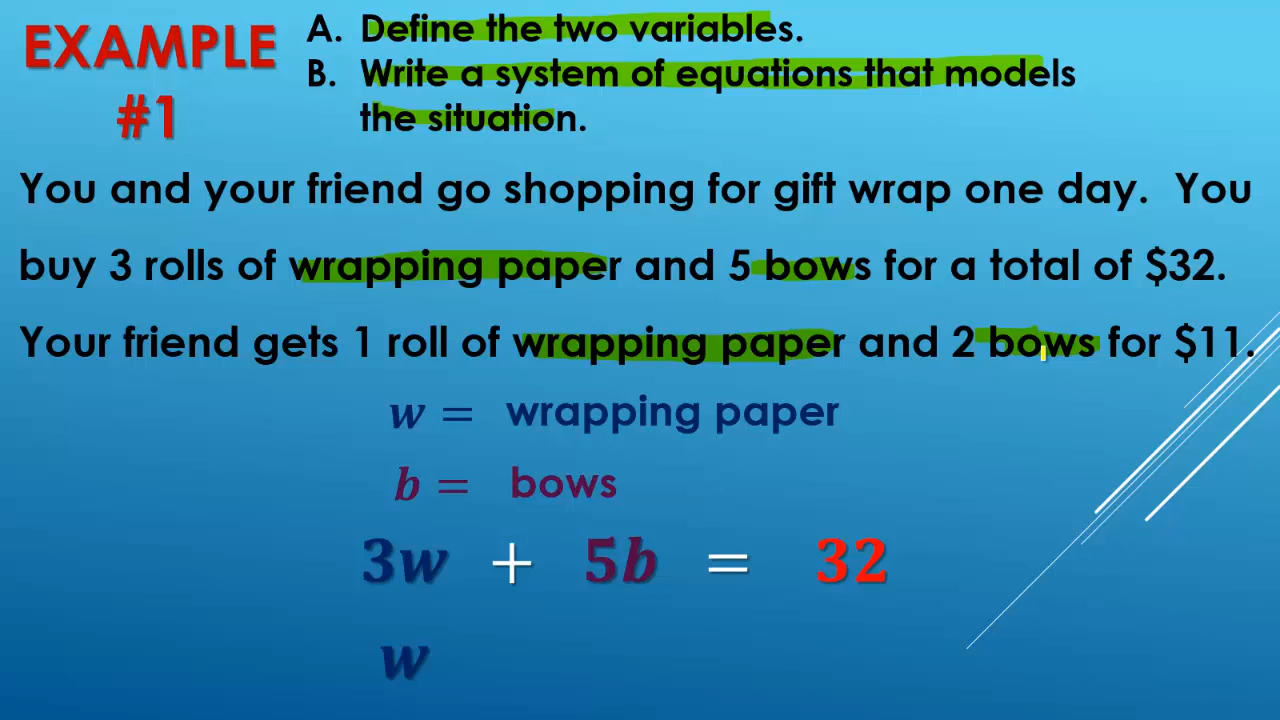 EXAMPLE
#1
A. Define the two variables.
B. Write a system of equations that models
the situation.
You and your friend go shopping for gift wrap one day. You
buy 3 rolls of wrapping paper and 5 bows for a total of $32.
Your friend gets 1 roll of wrapping paper and 2 bows for $11.
w = wrapping paper
b = bows
3w + 5b = 32
w